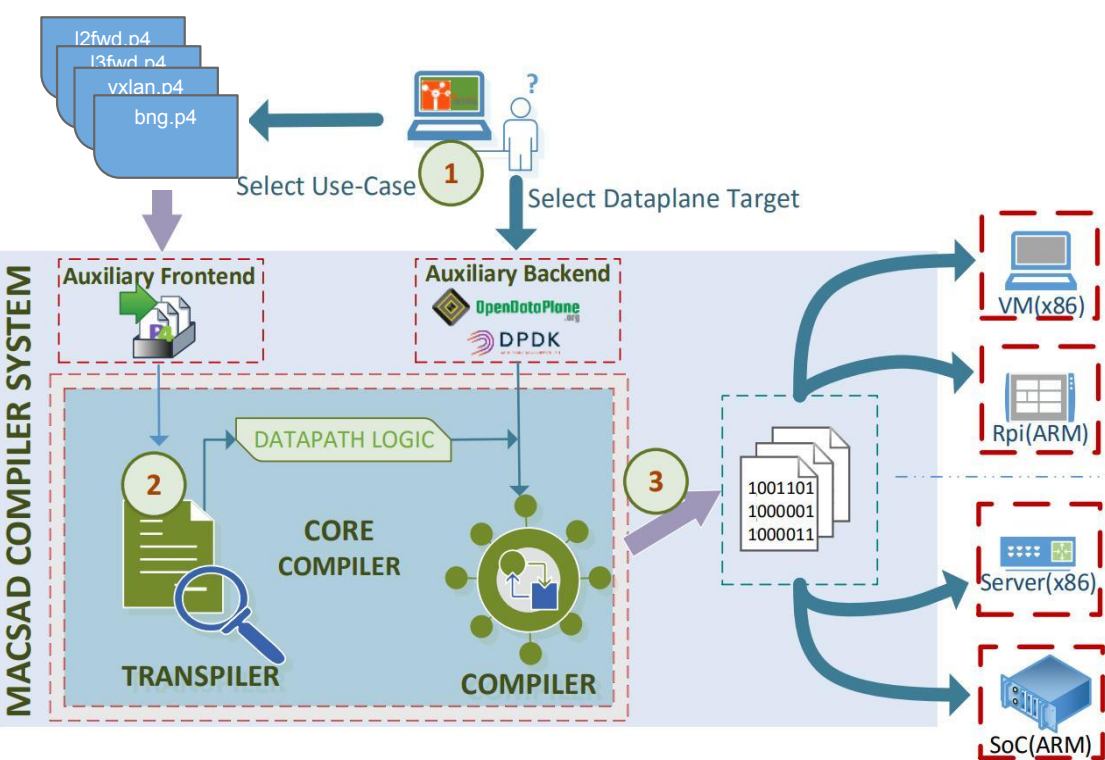 l2fwd.p4
l3fwd.p4
vxlan.p4
bng.p4
?
1
Select Use-Case
Select Dataplane Target
MACSAD COMPILER SYSTEM
Auxiliary Frontend
P4
Auxiliary Backend
OpenDataPlane
.org
DPDK
DATAPATH LOGIC
2
CORE
COMPILER
TRANSPILER
COMPILER
3
1001101
1000001
1000011
VM(x86)
Rpi(ARM)
Server(x86)
SoC(ARM)